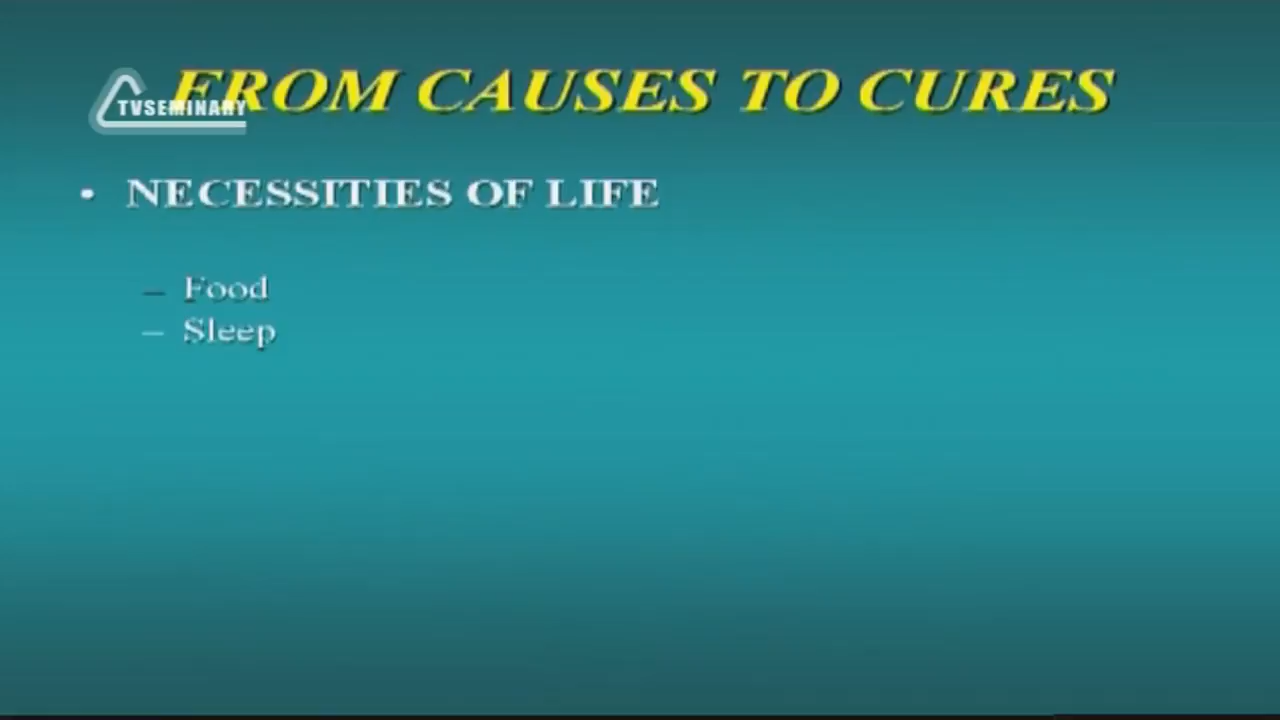 FROM CAUSES TO CURES
TVSEMINARY
• NECESSITIES OF LIFE
– Food
– Sleep